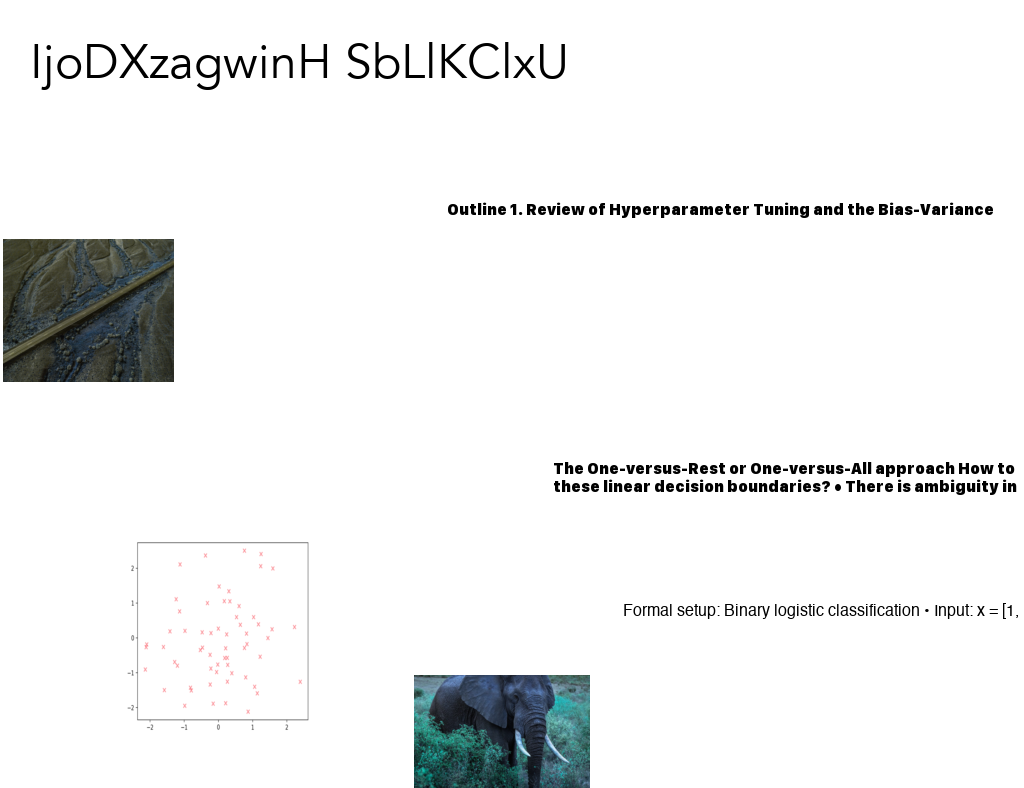 IjoDXzagwinH SbLlKClxU
Outline 1. Review of Hyperparameter Tuning and the Bias-Variance
The One-versus-Rest or One-versus-All approach How to
these linear decision boundaries? • There is ambiguity in
Formal setup: Binary logistic classification • Input: x = [1,
2
1
0
−1
−2
−2 −1 0 1 2